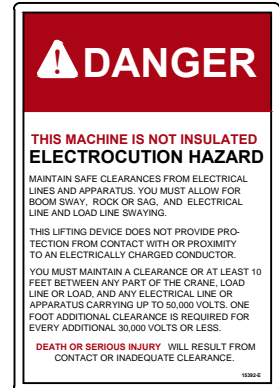 DANGER
THIS MACHINE IS NOT INSULATED
ELECTROCUTION HAZARD
MAINTAIN SAFE CLEARANCES FROM ELECTRICAL
LINES AND APPARATUS. YOU MUST ALLOW FOR
BOOM SWAY, ROCK OR SAG, AND ELECTRICAL
LINE AND LOAD LINE SWAYING.
THIS LIFTING DEVICE DOES NOT PROVIDE PRO-
TECTION FROM CONTACT WITH OR PROXIMITY
TO AN ELECTRICALLY CHARGED CONDUCTOR.
YOU MUST MAINTAIN A CLEARANCE OR AT LEAST 10
FEET BETWEEN ANY PART OF THE CRANE, LOAD
LINE OR LOAD, AND ANY ELECTRICAL LINE OR
APPARATUS CARRYING UP TO 50,000 VOLTS. ONE
FOOT ADDITIONAL CLEARANCE IS REQUIRED FOR
EVERY ADDITIONAL 30,000 VOLTS OR LESS.
DEATH OR SERIOUS INJURY WILL RESULT FROM
CONTACT OR INADEQUATE CLEARANCE.
15392-E